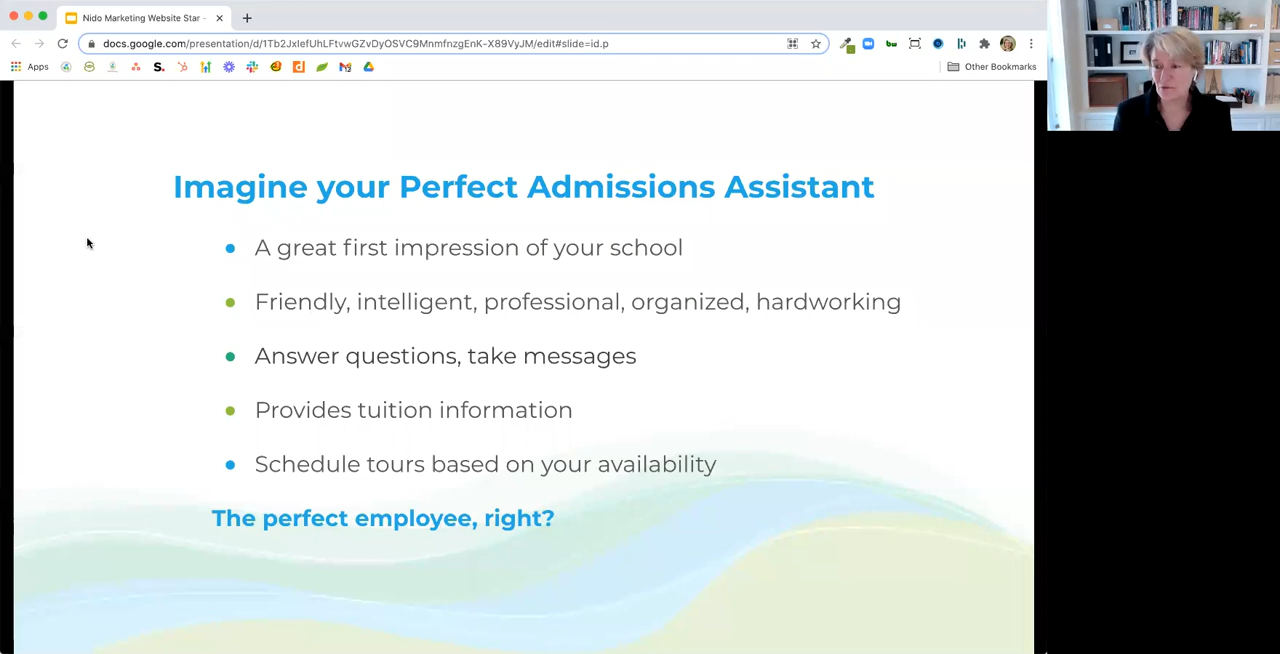 Nido Marketing Website Star -
docs.google.com/presentation/d/1Tb2JxIefUhLFtvwGZvDyOSVC9MnmfnzgEnK-X89VyJM/edit#slide=id.p
Apps
S.
Other Bookmarks
Imagine your Perfect Admissions Assistant
A great first impression of your school
Friendly, intelligent, professional, organized, hardworking
Answer questions, take messages
Provides tuition information
Schedule tours based on your availability
The perfect employee, right?